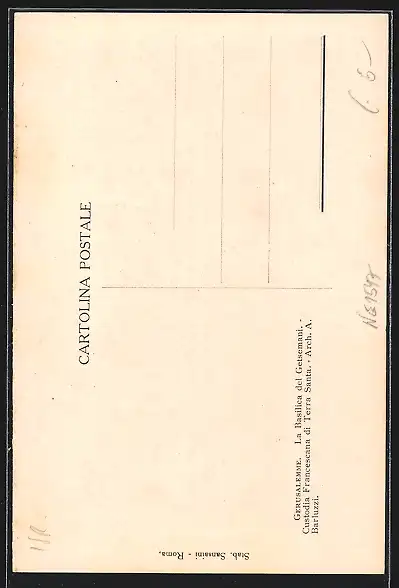 CARTOLINA POSTALE
GERUSALEMME. La Basilica del Getsemani. -
Custodia Francescana di Terra Santa. - Arch. A.
Barluzzi.
Stab. Sansaini - Roma.